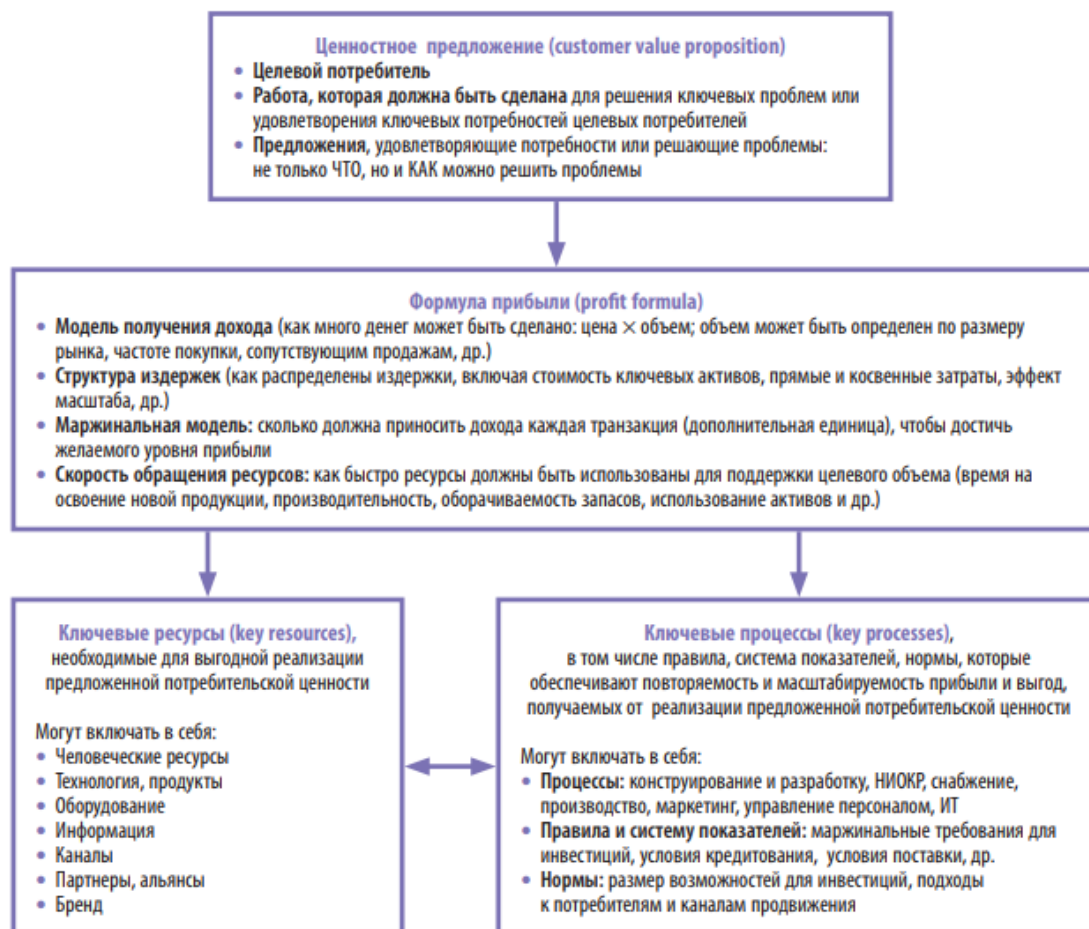 Ценностное предложение (customer value proposition)
• Целевой потребитель
• Работа, которая должна быть сделана для решения ключевых проблем или
удовлетворения ключевых потребностей целевых потребителей
• Предложения, удовлетворяющие потребности или решающие проблемы:
не только ЧТО, но и КАК можно решить проблемы
Формула прибыли (profit formula)
• Модель получения дохода (как много денег может быть сделано: цена × объем; объем может быть определен по размеру
рынка, частоте покупки, сопутствующим продажам, др.)
• Структура издержек (как распределены издержки, включая стоимость ключевых активов, прямые и косвенные затраты, эффект
масштаба, др.)
• Маржинальная модель: сколько должна приносить дохода каждая транзакция (дополнительная единица), чтобы достичь
желаемого уровня прибыли
• Скорость обращения ресурсов: как быстро ресурсы должны быть использованы для поддержки целевого объема (время на
освоение новой продукции, производительность, оборачиваемость запасов, использование активов и др.)
Ключевые ресурсы (key resources),
необходимые для выгодной реализации
предложенной потребительской ценности
Могут включать в себя:
• Человеческие ресурсы
• Технология, продукты
• Оборудование
• Информация
• Каналы
• Партнеры, альянсы
• Бренд
Ключевые процессы (key processes),
в том числе правила, система показателей, нормы, которые
обеспечивают повторяемость и масштабируемость прибыли и выгод,
получаемых от реализации предложенной потребительской ценности
Могут включать в себя:
• Процессы: конструирование и разработку, НИОКР, снабжение,
производство, маркетинг, управление персоналом, ИТ
• Правила и систему показателей: маржинальные требования для
инвестиций, условия кредитования, условия поставки, др.
• Нормы: размер возможностей для инвестиций, подходы
к потребителям и каналам продвижения